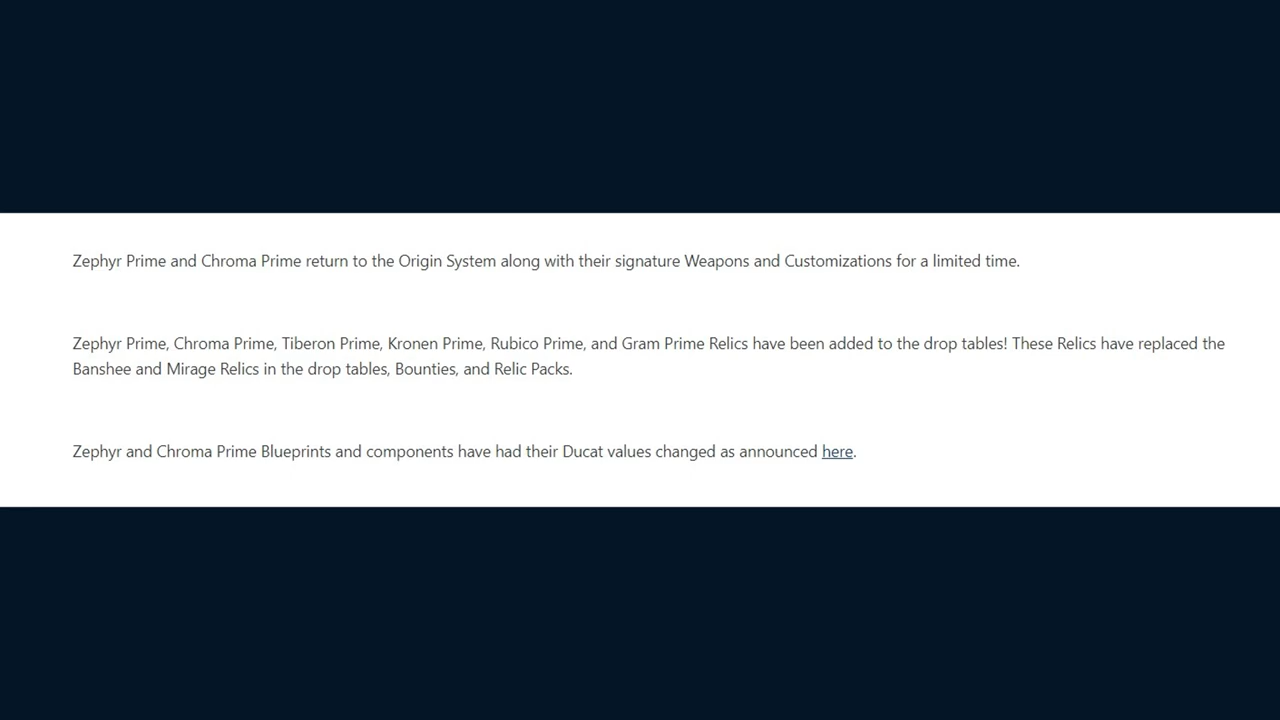 Zephyr Prime and Chroma Prime return to the Origin System along with their signature Weapons and Customizations for a limited time.
Zephyr Prime, Chroma Prime, Tiberon Prime, Kronen Prime, Rubico Prime, and Gram Prime Relics have been added to the drop tables! These Relics have replaced the
Banshee and Mirage Relics in the drop tables, Bounties, and Relic Packs.
Zephyr and Chroma Prime Blueprints and components have had their Ducat values changed as announced here.